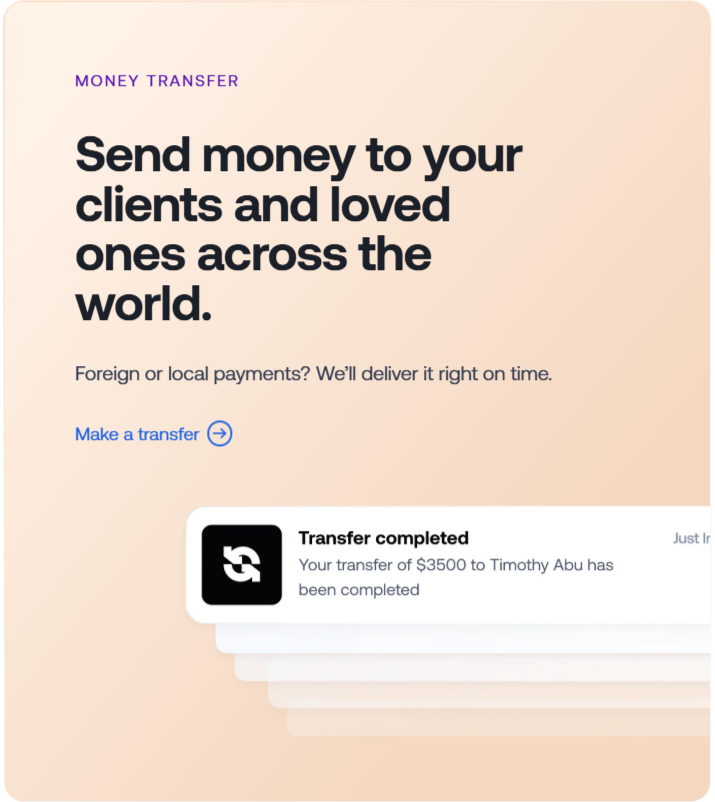 MONEY TRANSFER
Send money to your
clients and loved
ones across the
world.
Foreign or local payments? We’ll deliver it right on time.
Make a transfer
Transfer completed
Just
Your transfer of $3500 to Timothy Abu has
been completed